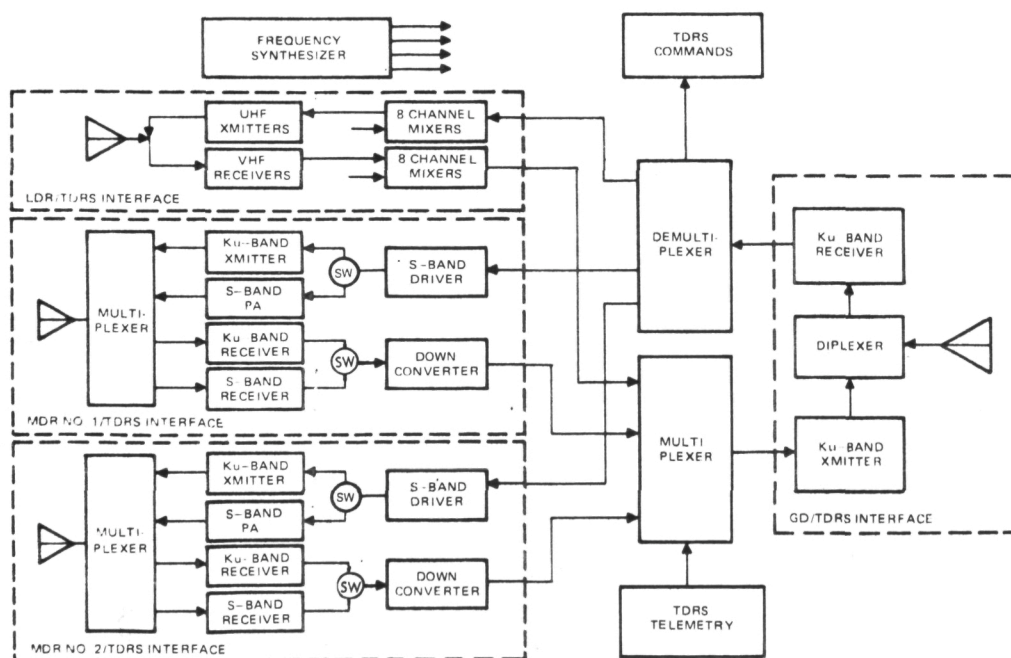 FREQUENCY
SYNTHESIZER
TDRS
COMMANDS
UHF
XMITTERS
8 CHANNEL
MIXERS
VHF
RECEIVERS
8 CHANNEL
MIXERS
LDR/TDRS INTERFACE
MULTI-
PLEXER
Ku-BAND
XMITTER
S-BAND
PA
Ku-BAND
RECEIVER
S-BAND
RECEIVER
SW
SW
S-BAND
DRIVER
DOWN
CONVERTER
MDR NO. 1/TDRS INTERFACE
MULTI-
PLEXER
Ku-BAND
XMITTER
S-BAND
PA
Ku-BAND
RECEIVER
S-BAND
RECEIVER
SW
SW
S-BAND
DRIVER
DOWN
CONVERTER
MDR NO. 2/TDRS INTERFACE
DEMULTI-
PLEXER
MULTI
PLEXER
TDRS
TELEMETRY
Ku-BAND
RECEIVER
DIPLEXER
Ku-BAND
XMITTER
GD/TDRS INTERFACE